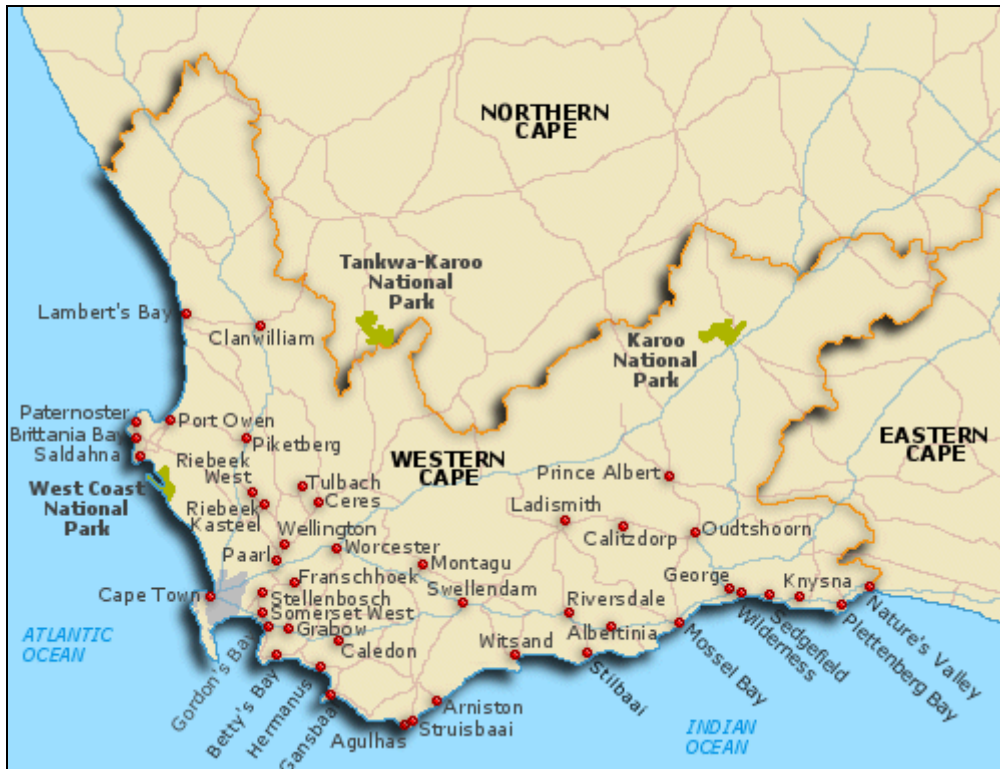 NORTHERN
CAPE
Tankwa-Karoo
National
Park
Lambert's Bay
Clanwilliam
Karoo
National
Park
Paternoster
Port Owen
Brittania Bay
Piketberg
Saldahna
EASTERN
CAPE
WESTERN
CAPE
Riebeek
West
Prince Albert
West Coast
National
Park
Tulbach
Ceres
Riebeek
Kasteel
Ladismith
Wellington
Calitzdorp
Oudtshoorn
Paarl
Worcester
Montagu
Franschhoek
George
Knysna
Cape Town
Stellenbosch
Swellendam
Riversdale
Somerset West
Grabow
Albertinia
ATLANTIC
OCEAN
Caledon
Witsand
Gordon's Bay
Betty's Bay
Hermanus
Gansbaai
Arniston
Struisbaai
Agulhas
Stilbaai
Mossel Bay
Wilderness
Sedgefield
Plettenberg Bay
Nature's Valley
INDIAN
OCEAN